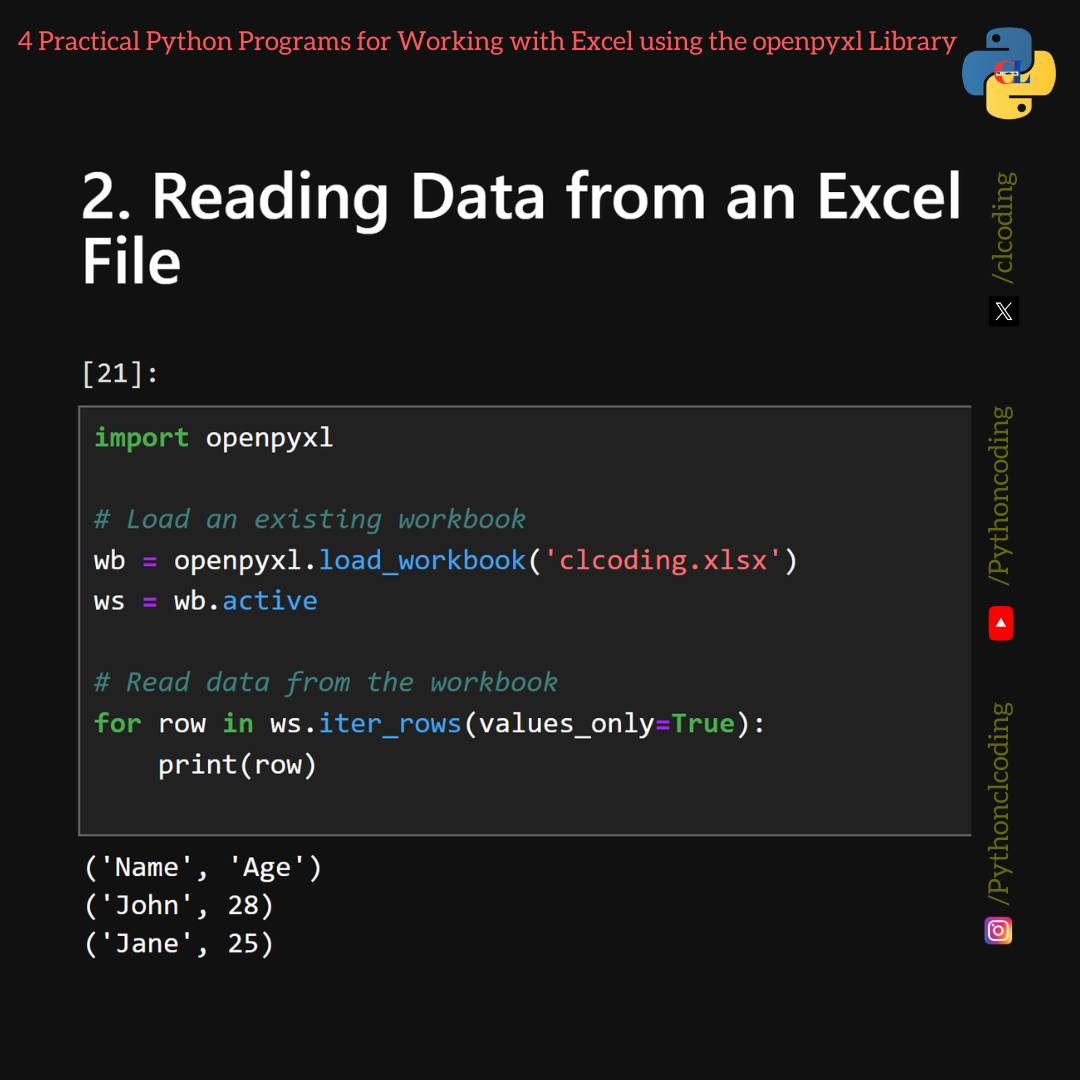 4 Practical Python Programs for Working with Excel using the openpyxl Library
CL
2. Reading Data from an Excel
File
[21]:
import openpyxl
# Load an existing workbook
wb = openpyxl.load_workbook('clcoding.xlsx')
ws = wb.active
# Read data from the workbook
for row in ws.iter_rows(values_only=True):
    print(row)
('Name', 'Age')
('John', 28)
('Jane', 25)
/clcoding
/Pythoncoding
/Pythonclcoding